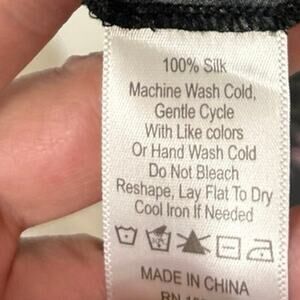 100% Silk
Machine Wash Cold,
Gentle Cycle
With Like colors
Or Hand Wash Cold
Do Not Bleach
Reshape, Lay Flat To Dry
Cool Iron If Needed
MADE IN CHINA
RN